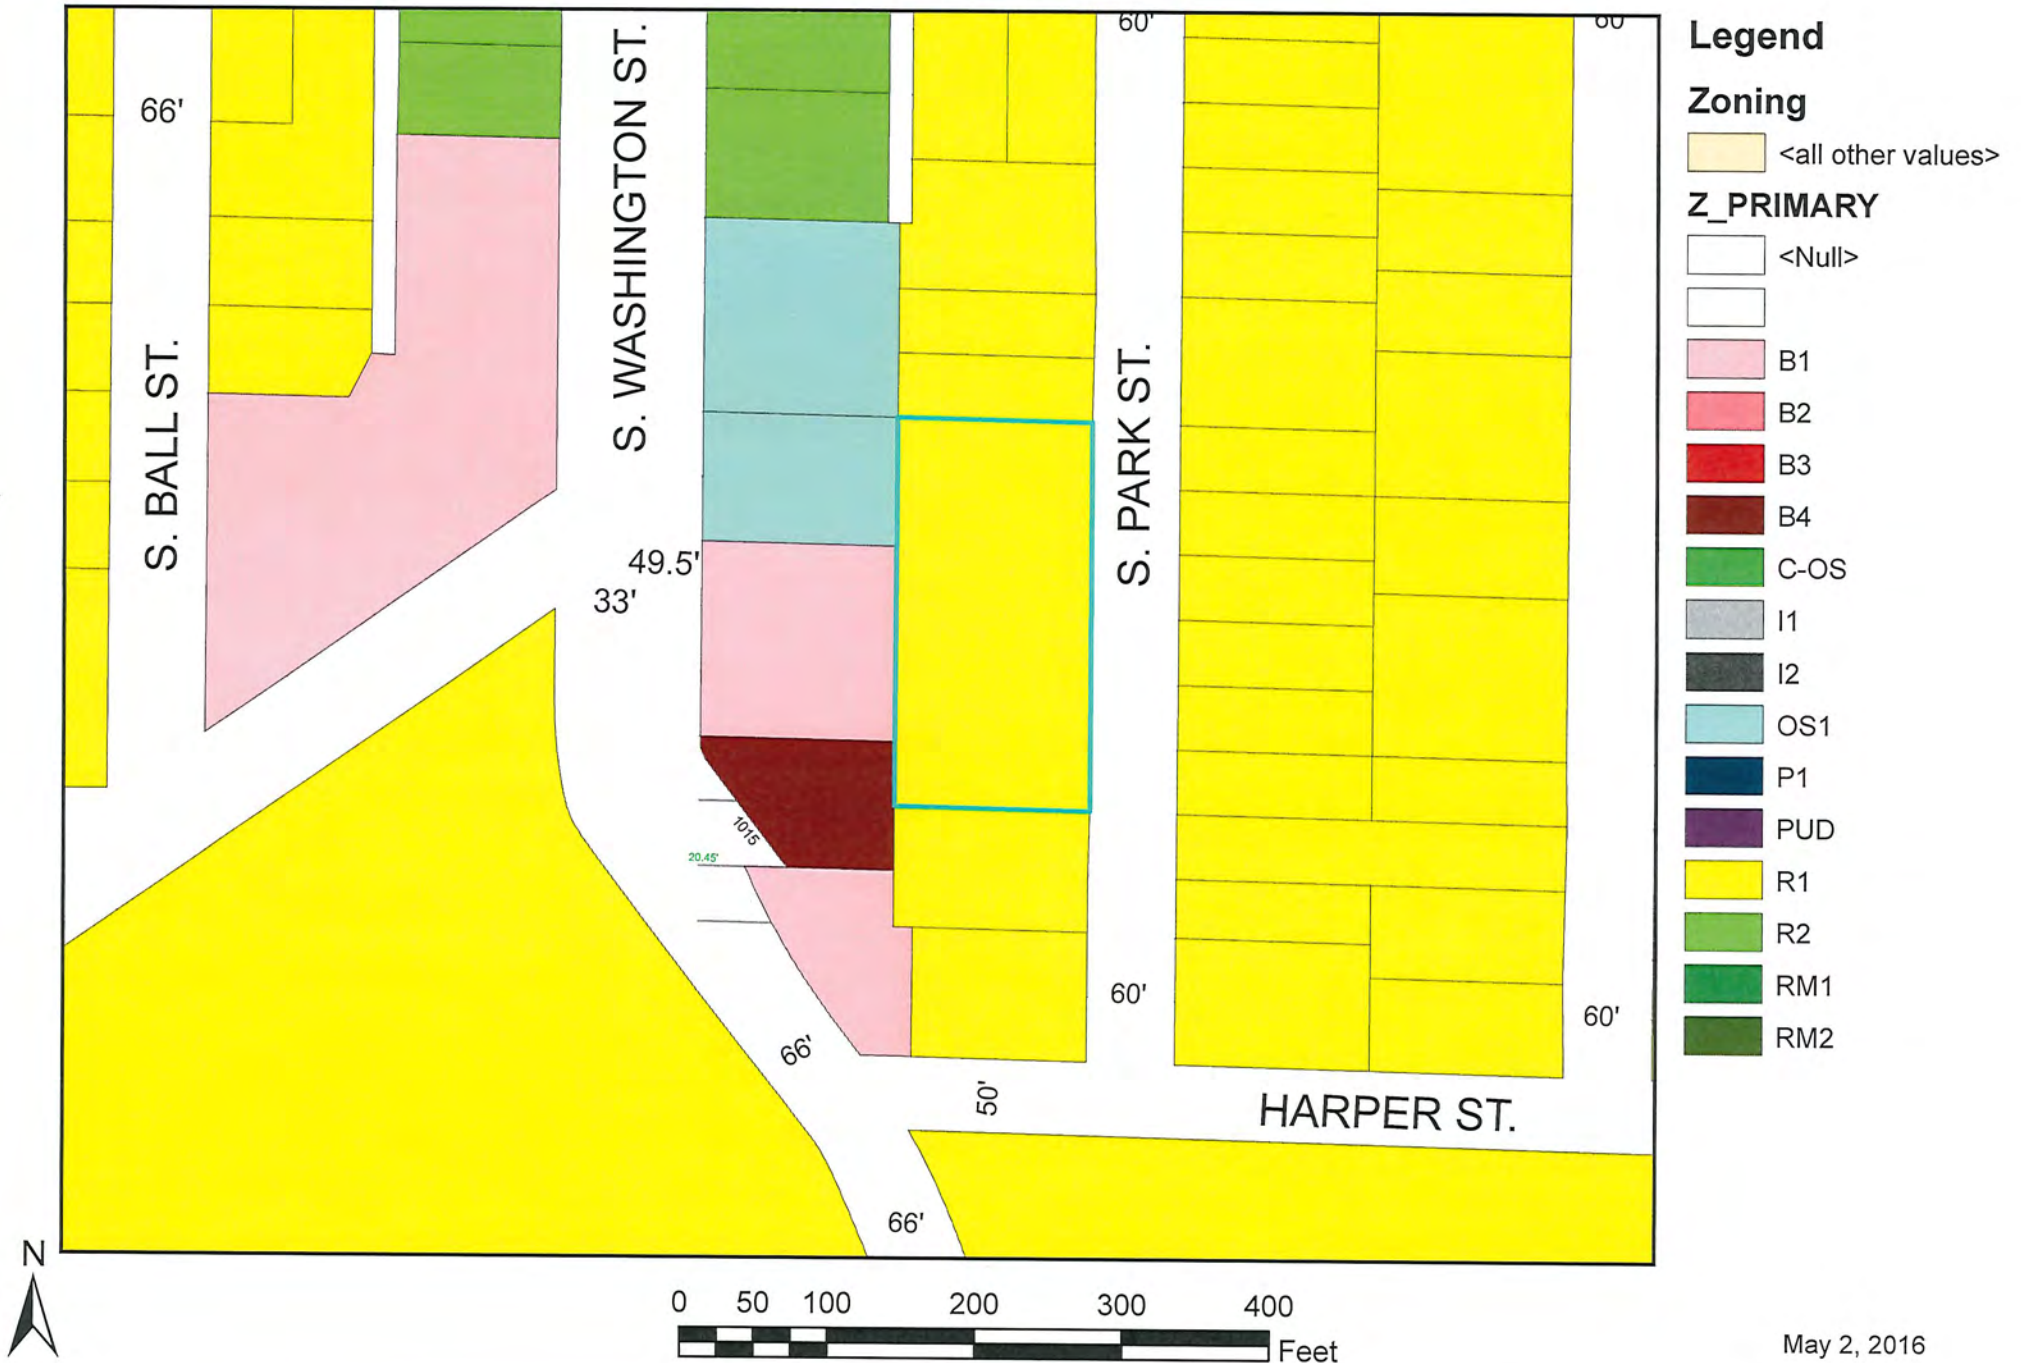 60'
60'
66'
S. WASHINGTON ST.
S. BALL ST.
S. PARK ST.
49.5'
33'
1015
20.45'
60'
60'
66'
50'
HARPER ST.
66'
N
0 50 100 200 300 400
Feet
Legend
Zoning
<all other values>
Z_PRIMARY
<Null>
B1
B2
B3
B4
C-OS
I1
I2
OS1
P1
PUD
R1
R2
RM1
RM2
May 2, 2016